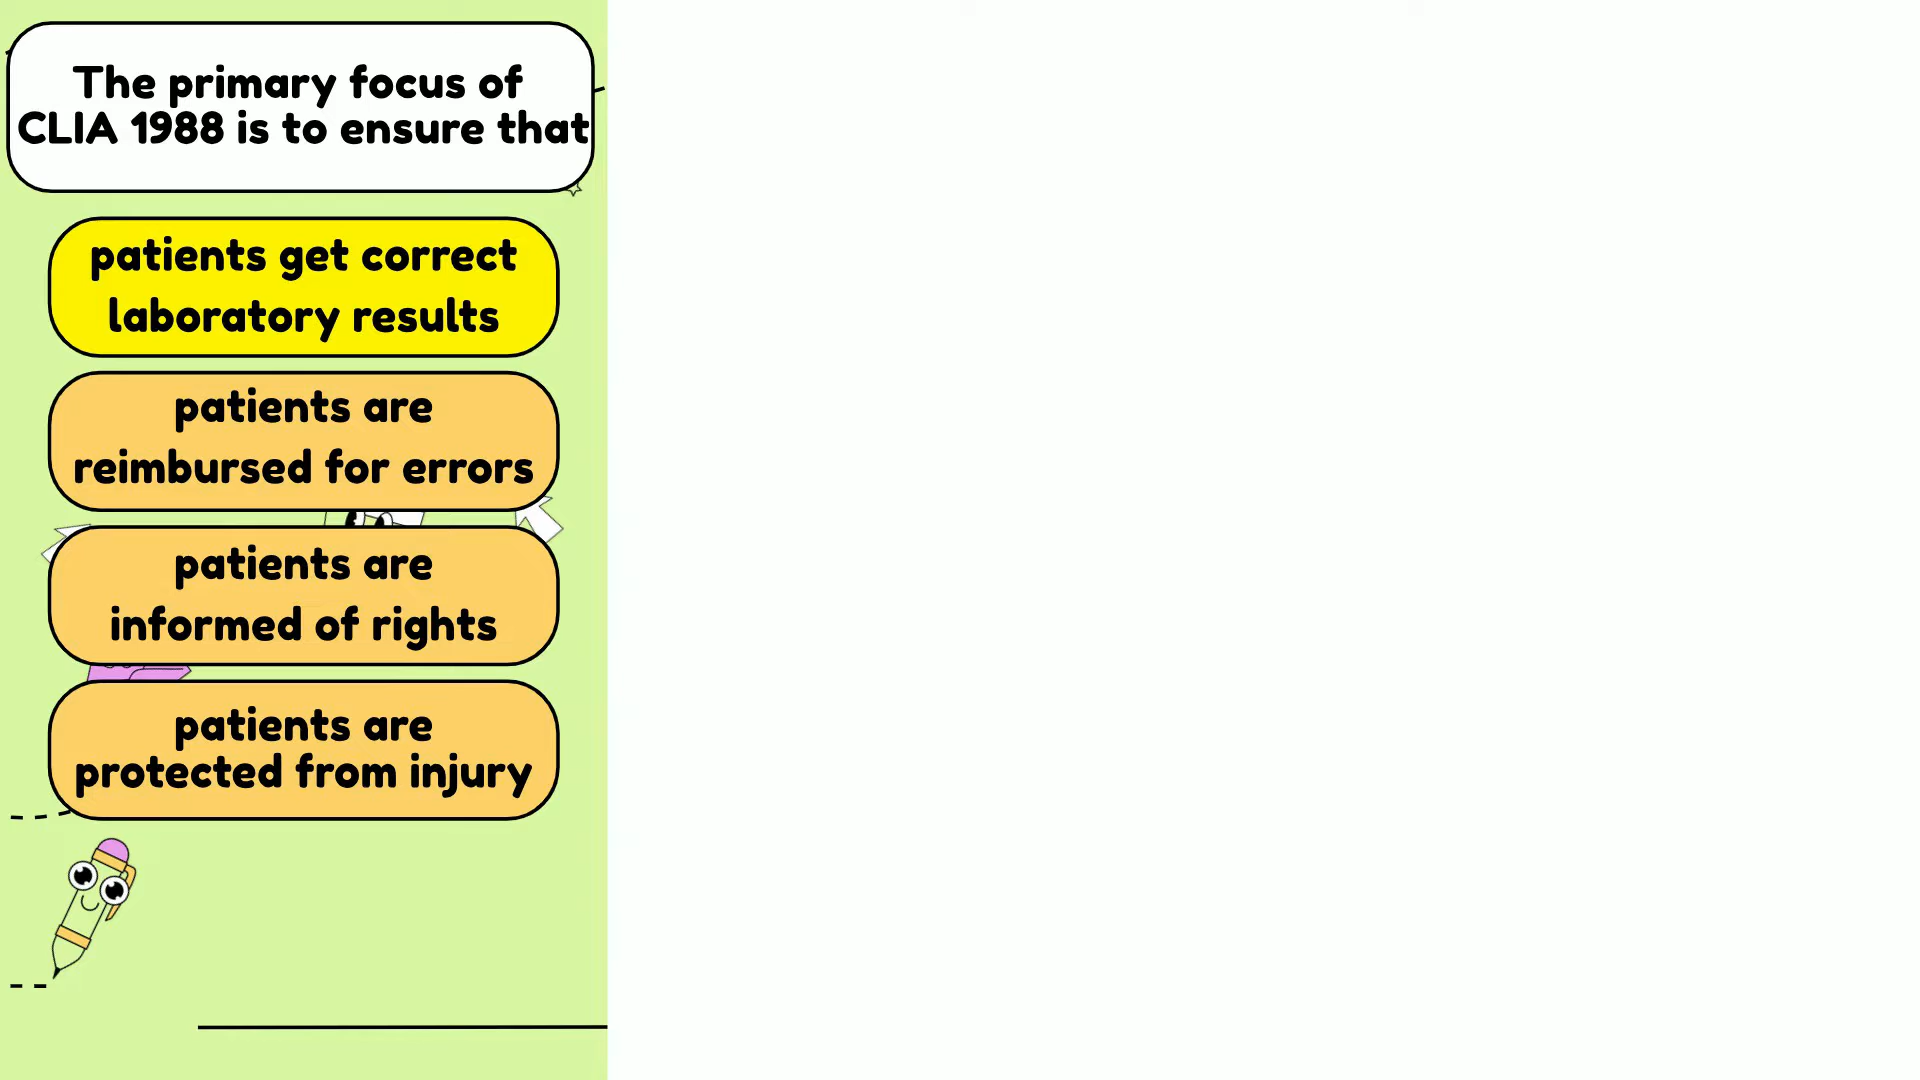 The primary focus of
CLIA 1988 is to ensure that
patients get correct
laboratory results
patients are
reimbursed for errors
patients are
informed of rights
patients are
protected from injury